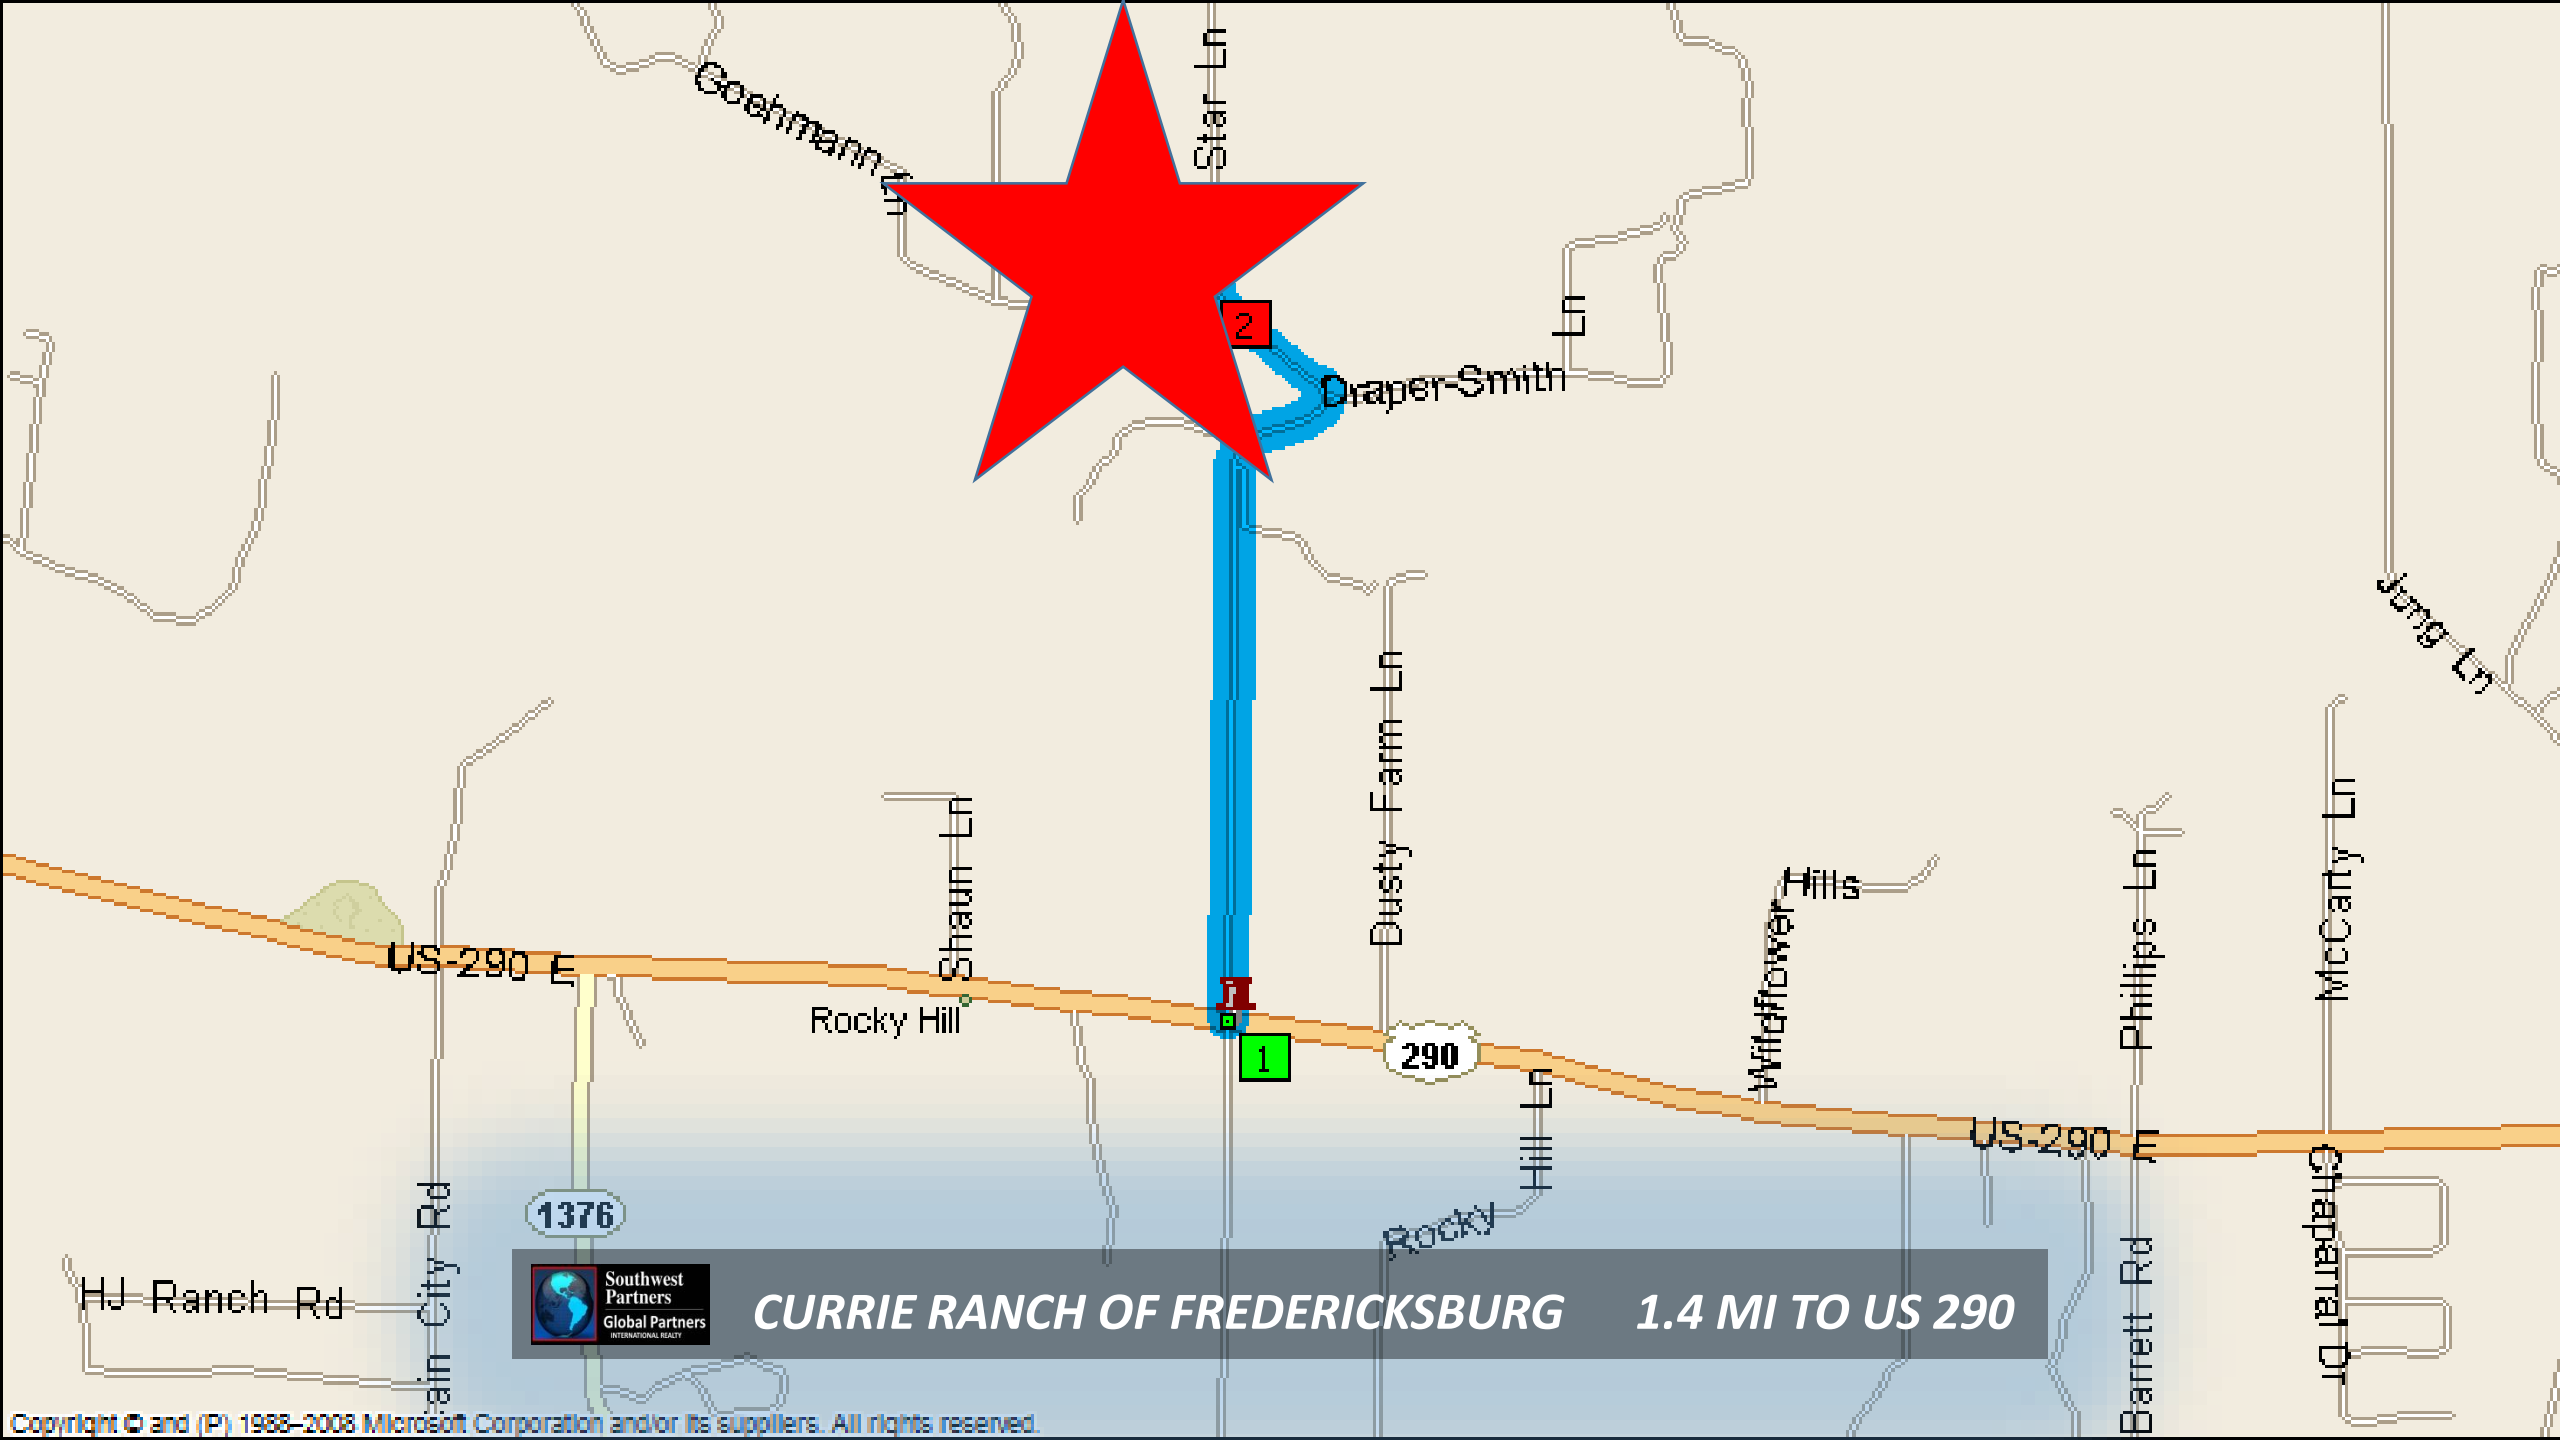 Star Ln
Goehmann Ln
2
Ln
Draper-Smith
Jung Ln
Dusty Farm Ln
Shaun Ln
McCarty Ln
Hills
Wildflower
Phillips Ln
US-290 E
Rocky Hill
1
290
Hill Ln
Rocky
US-290 E
1376
ain City Rd
HJ Ranch Rd
Barrett Rd
Chaparral Dr
Southwest
Partners
Global Partners
INTERNATIONAL REALTY
CURRIE RANCH OF FREDERICKSBURG 1.4 MI TO US 290
Copyright © and (P) 1988–2008 Microsoft Corporation and/or its suppliers. All rights reserved.